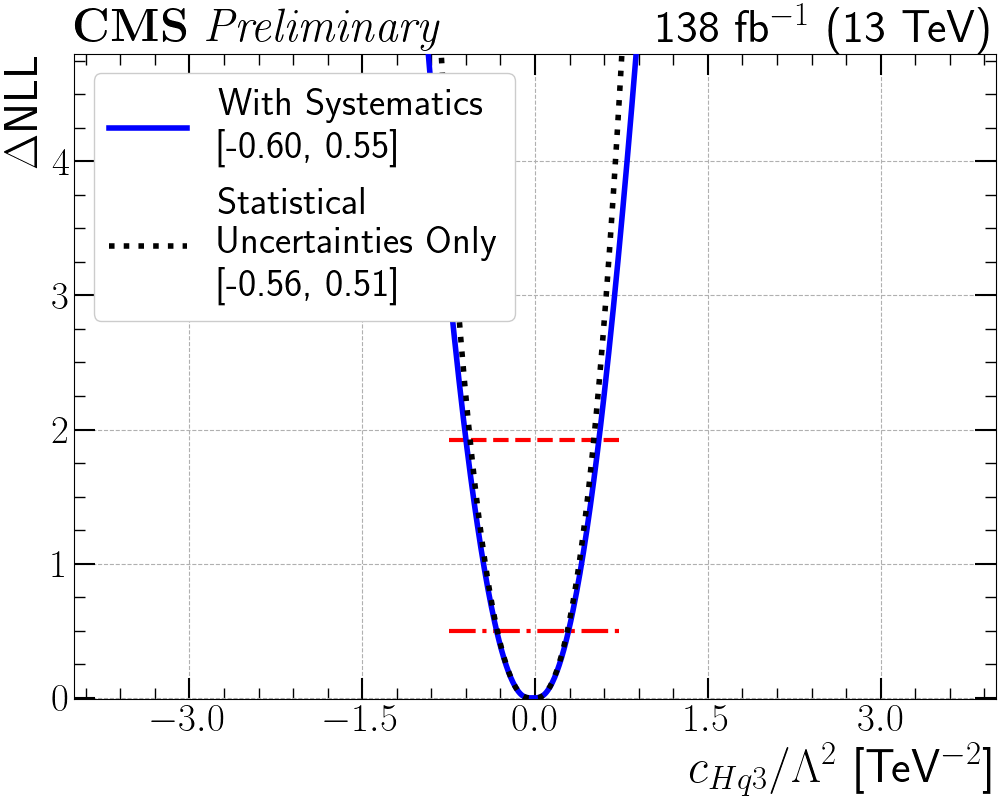 CMS Preliminary 138 fb⁻¹ (13 TeV)
ΔNLL
With Systematics
[-0.60, 0.55]
Statistical
Uncertainties Only
[-0.56, 0.51]
4
3
2
1
0
−3.0 −1.5 0.0 1.5 3.0
c_{Hq3}/Λ² [TeV⁻²]